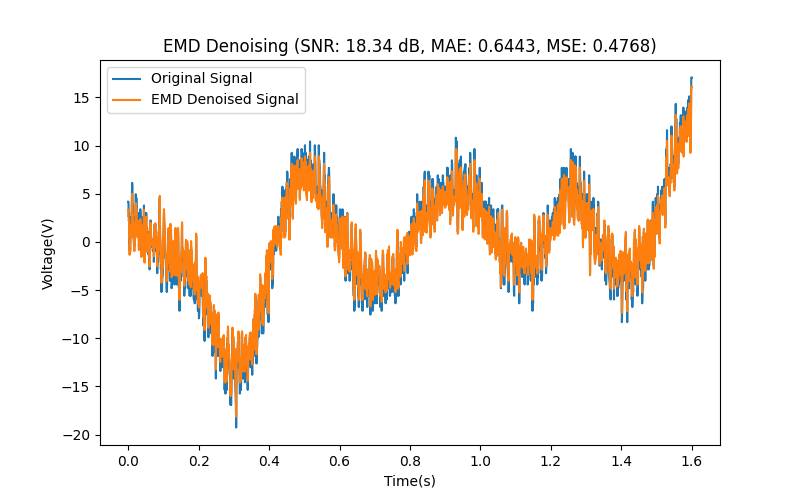 EMD Denoising (SNR: 18.34 dB, MAE: 0.6443, MSE: 0.4768)
Original Signal
EMD Denoised Signal
15
10
5
0
−5
−10
−15
−20
Voltage(V)
0.0 0.2 0.4 0.6 0.8 1.0 1.2 1.4 1.6
Time(s)